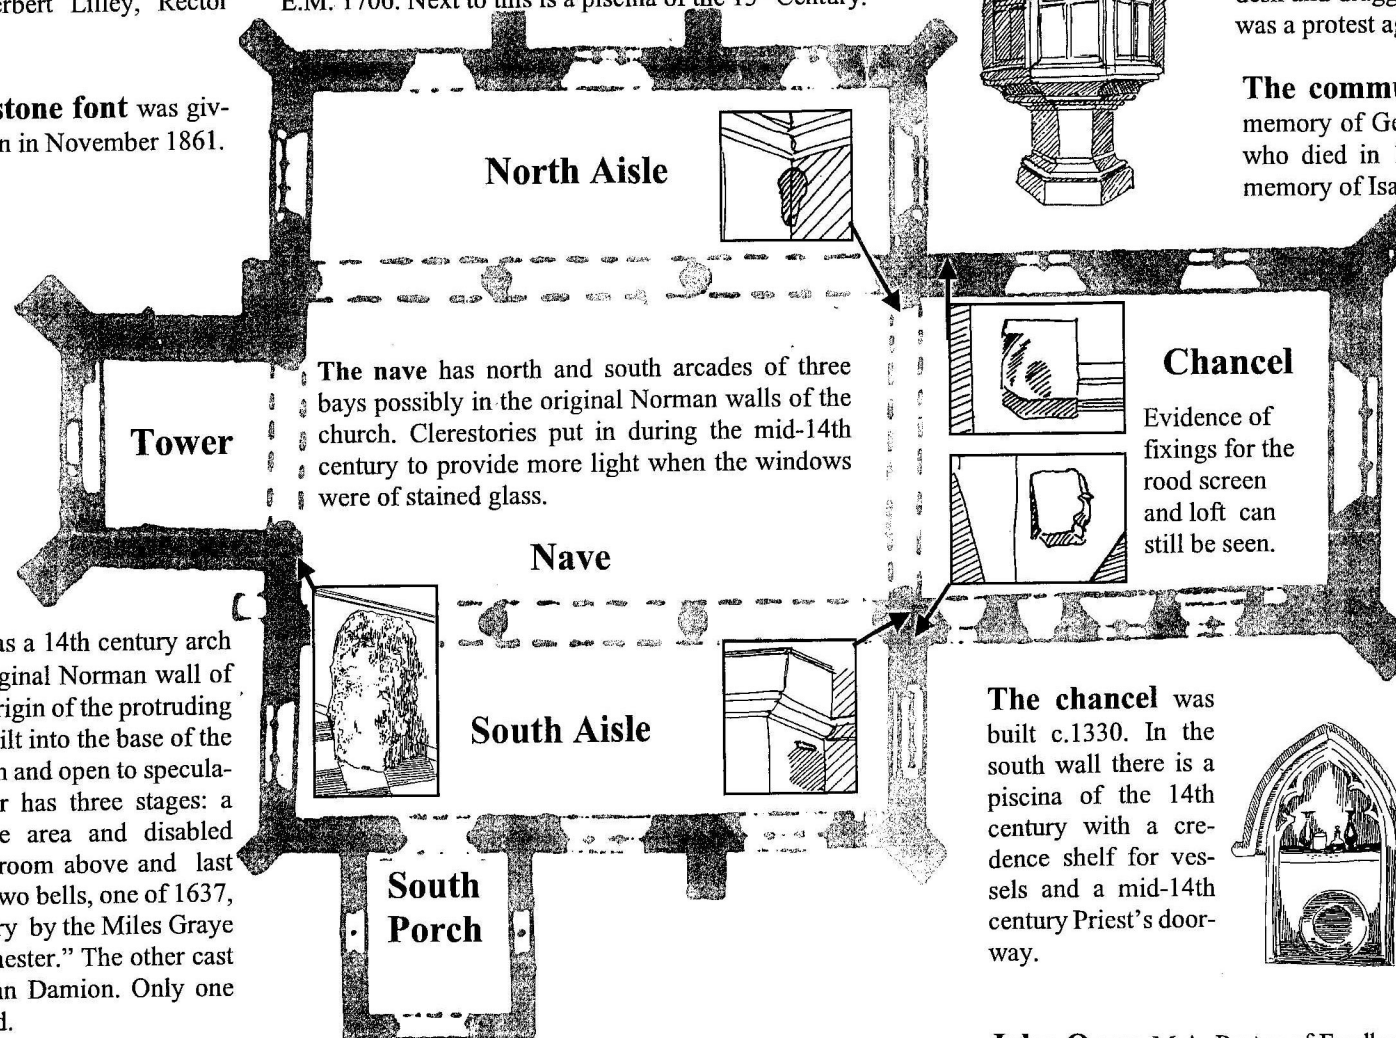 erbert Lilley, Rector
E.M. 1706. Next to this is a piscina of the 15th Century.
was a protest ag
stone font was giv-
n in November 1861.
The commu
memory of Ge
who died in
memory of Isa
North Aisle
The nave has north and south arcades of three
bays possibly in the original Norman walls of the
church. Clerestories put in during the mid-14th
century to provide more light when the windows
were of stained glass.
Tower
Nave
Chancel
Evidence of
fixings for the
rood screen
and loft can
still be seen.
as a 14th century arch
ginal Norman wall of
rigin of the protruding
ilt into the base of the
n and open to specula-
r has three stages: a
e area and disabled
room above and last
two bells, one of 1637,
ry by the Miles Graye
hester.” The other cast
an Damion. Only one
d.
South Aisle
South
Porch
The chancel was
built c.1330. In the
south wall there is a
piscina of the 14th
century with a cre-
dence shelf for ves-
sels and a mid-14th
century Priest's door-
way.